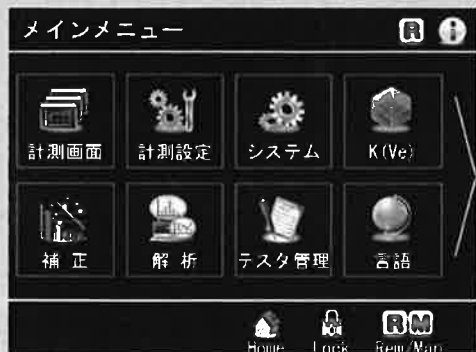 メインメニュー R i
計測画面 計測設定 システム K(Ve)
補正 解析 テスタ管理 言語
R M
Home Lock Rem/Man